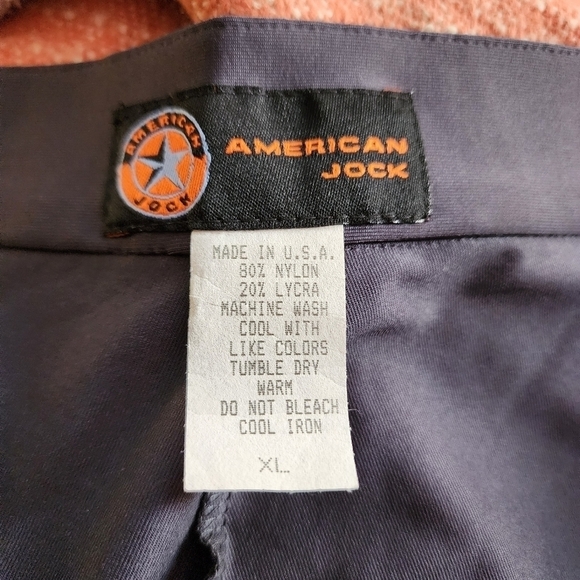 AMERICAN
JOCK
AMERICAN
JOCK
MADE IN U.S.A.
80% NYLON
20% LYCRA
MACHINE WASH
COOL WITH
LIKE COLORS
TUMBLE DRY
WARM
DO NOT BLEACH
COOL IRON
XL